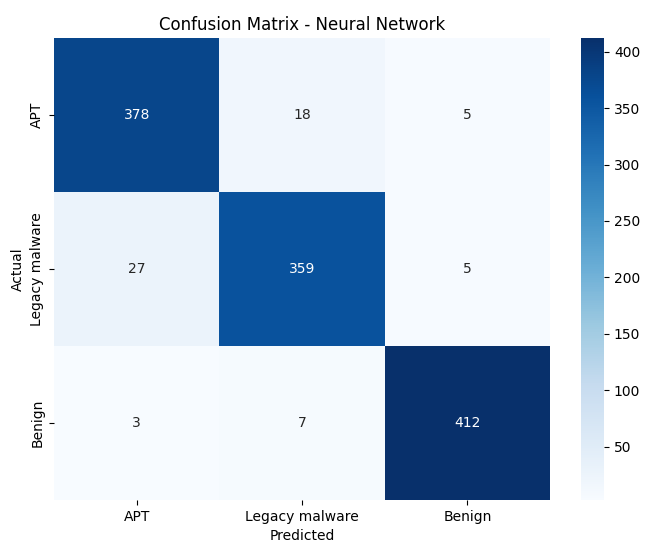 Confusion Matrix - Neural Network
APT
378
18
5
Actual
Legacy malware
27
359
5
Benign
3
7
412
APT
Legacy malware
Benign
Predicted
400
350
300
250
200
150
100
50